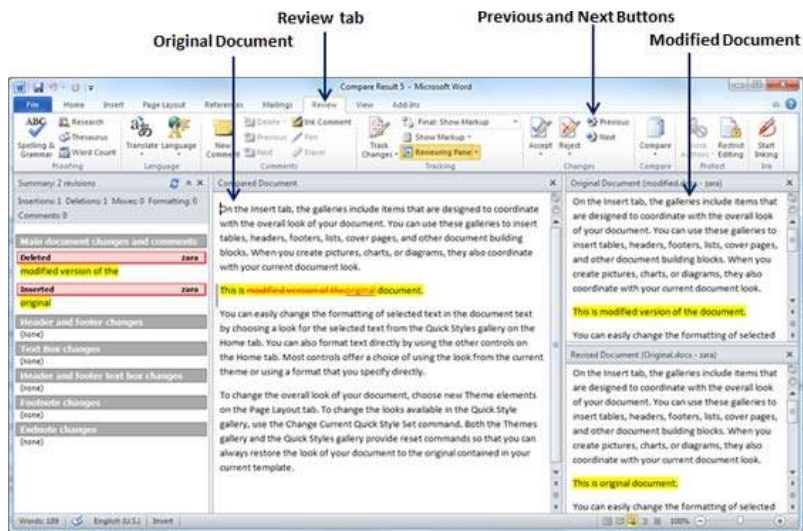 Review tab
Previous and Next Buttons
Original Document
Modified Document
Compare Result 5 - Microsoft Word
File Home Insert Page Layout References Mailings Review View Add-Ins
ABC Research
Thesaurus
Word Count
Spelling & Grammar
Proofing
Translate Language
Language
New Comment
Delete
Previous
Next
Ink Comment
Pen
Eraser
Comments
Track Changes
Final: Show Markup
Show Markup
Reviewing Pane
Tracking
Accept Reject
Previous
Next
Changes
Compare
Compare
Restrict Editing
Protect
Start Inking
Ink
Summary: 2 revisions
Insertions: 1 Deletions: 1 Moves: 0 Formatting: 0
Comments: 0
Main document changes and comments
Deleted zara
modified version of the
Inserted zara
original
Header and footer changes
(none)
Text Box changes
(none)
Header and footer text box changes
(none)
Footnote changes
(none)
Endnote changes
(none)
Compared Document
On the Insert tab, the galleries include items that are designed to coordinate
with the overall look of your document. You can use these galleries to insert
tables, headers, footers, lists, cover pages, and other document building
blocks. When you create pictures, charts, or diagrams, they also coordinate
with your current document look.
This is modified version of theoriginal document.
You can easily change the formatting of selected text in the document text
by choosing a look for the selected text from the Quick Styles gallery on the
Home tab. You can also format text directly by using the other controls on
the Home tab. Most controls offer a choice of using the look from the current
theme or using a format that you specify directly.
To change the overall look of your document, choose new Theme elements
on the Page Layout tab. To change the looks available in the Quick Style
gallery, use the Change Current Quick Style Set command. Both the Themes
gallery and the Quick Styles gallery provide reset commands so that you can
always restore the look of your document to the original contained in your
current template.
Original Document (modified.docx - zara)
On the Insert tab, the galleries include items that
are designed to coordinate with the overall look
of your document. You can use these galleries to
insert tables, headers, footers, lists, cover pages,
and other document building blocks. When you
create pictures, charts, or diagrams, they also
coordinate with your current document look.
This is modified version of the document.
You can easily change the formatting of selected
Revised Document (Original.docx - zara)
On the Insert tab, the galleries include items that
are designed to coordinate with the overall look
of your document. You can use these galleries to
insert tables, headers, footers, lists, cover pages,
and other document building blocks. When you
create pictures, charts, or diagrams, they also
coordinate with your current document look.
This is original document.
You can easily change the formatting of selected
Words: 189 English (U.S.) Insert 100%